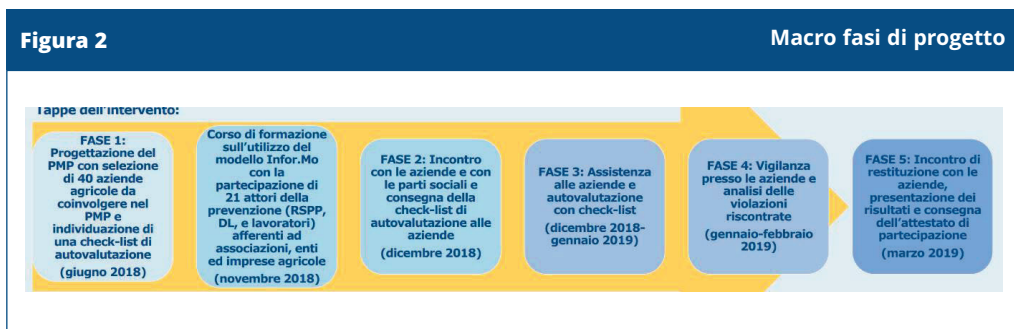 Figura 2
Macro fasi di progetto
Tappe dell'intervento:
FASE 1:
Progettazione del
PMP con selezione
di 40 aziende
agricole da
coinvolgere nel
PMP e
individuazione di
una check-list di
autovalutazione
(giugno 2018)
Corso di formazione
sull'utilizzo del
modello Infor.Mo
con la
partecipazione di
21 attori della
prevenzione (RSPP,
DL, e lavoratori)
afferenti ad
associazioni, enti
ed imprese agricole
(novembre 2018)
FASE 2: Incontro
con le aziende e con
le parti sociali e
consegna della
check-list di
autovalutazione alle
aziende
(dicembre 2018)
FASE 3: Assistenza
alle aziende e
autovalutazione
con check-list
(dicembre 2018-
gennaio 2019)
FASE 4: Vigilanza
presso le aziende e
analisi delle
violazioni
riscontrate
(gennaio-febbraio
2019)
FASE 5: Incontro di
restituzione con le
aziende,
presentazione dei
risultati e consegna
dell'attestato di
partecipazione
(marzo 2019)